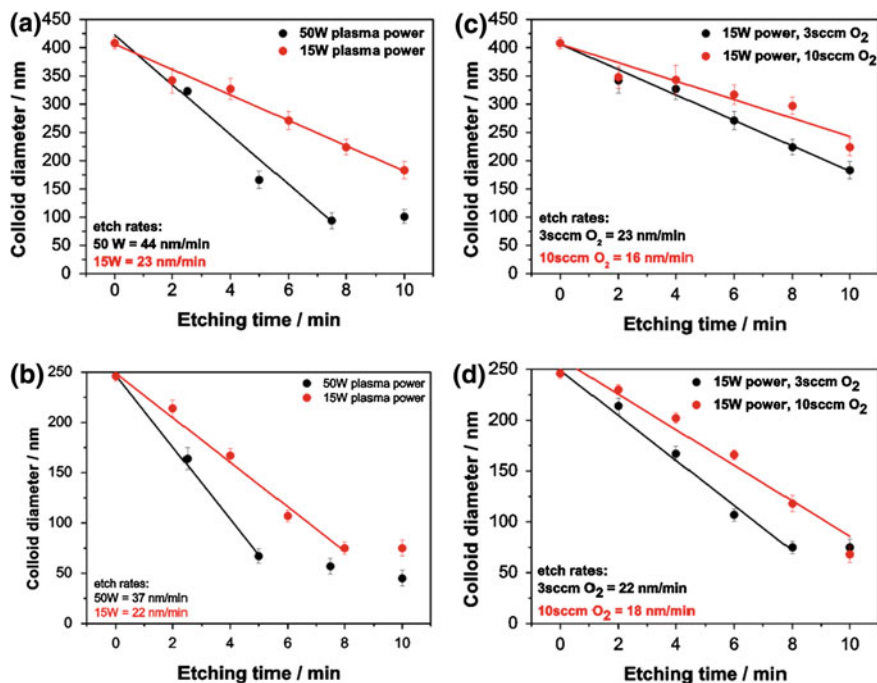 (a)
50W plasma power
15W plasma power
Colloid diameter / nm
450
400
350
300
250
200
150
100
50
0
etch rates:
50 W = 44 nm/min
15W = 23 nm/min
0 2 4 6 8 10
Etching time / min
(c)
15W power, 3sccm O₂
15W power, 10sccm O₂
Colloid diameter / nm
450
400
350
300
250
200
150
100
50
0
etch rates:
3sccm O₂ = 23 nm/min
10sccm O₂ = 16 nm/min
0 2 4 6 8 10
Etching time / min
(b)
50W plasma power
15W plasma power
Colloid diameter / nm
250
200
150
100
50
0
etch rates:
50W = 37 nm/min
15W = 22 nm/min
0 2 4 6 8 10
Etching time / min
(d)
15W power, 3sccm O₂
15W power, 10sccm O₂
Colloid diameter / nm
250
200
150
100
50
0
etch rates:
3sccm O₂ = 22 nm/min
10sccm O₂ = 18 nm/min
0 2 4 6 8 10
Etching time / min